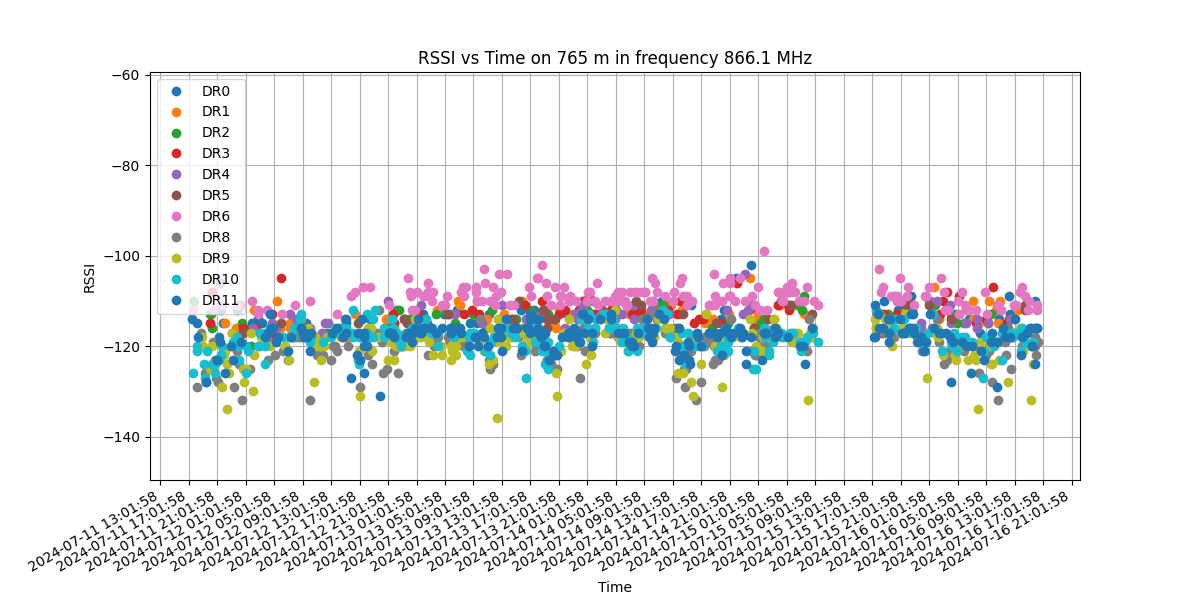 RSSI vs Time on 765 m in frequency 866.1 MHz
−60
−80
−100
−120
−140
RSSI
DR0
DR1
DR2
DR3
DR4
DR5
DR6
DR8
DR9
DR10
DR11
2024-07-11 13:01:58
2024-07-11 17:01:58
2024-07-11 21:01:58
2024-07-12 01:01:58
2024-07-12 05:01:58
2024-07-12 09:01:58
2024-07-12 13:01:58
2024-07-12 17:01:58
2024-07-12 21:01:58
2024-07-13 01:01:58
2024-07-13 05:01:58
2024-07-13 09:01:58
2024-07-13 13:01:58
2024-07-13 17:01:58
2024-07-13 21:01:58
2024-07-14 01:01:58
2024-07-14 05:01:58
2024-07-14 09:01:58
2024-07-14 13:01:58
2024-07-14 17:01:58
2024-07-14 21:01:58
2024-07-15 01:01:58
2024-07-15 05:01:58
2024-07-15 09:01:58
2024-07-15 13:01:58
2024-07-15 17:01:58
2024-07-15 21:01:58
2024-07-16 01:01:58
2024-07-16 05:01:58
2024-07-16 09:01:58
2024-07-16 13:01:58
2024-07-16 17:01:58
2024-07-16 21:01:58
Time